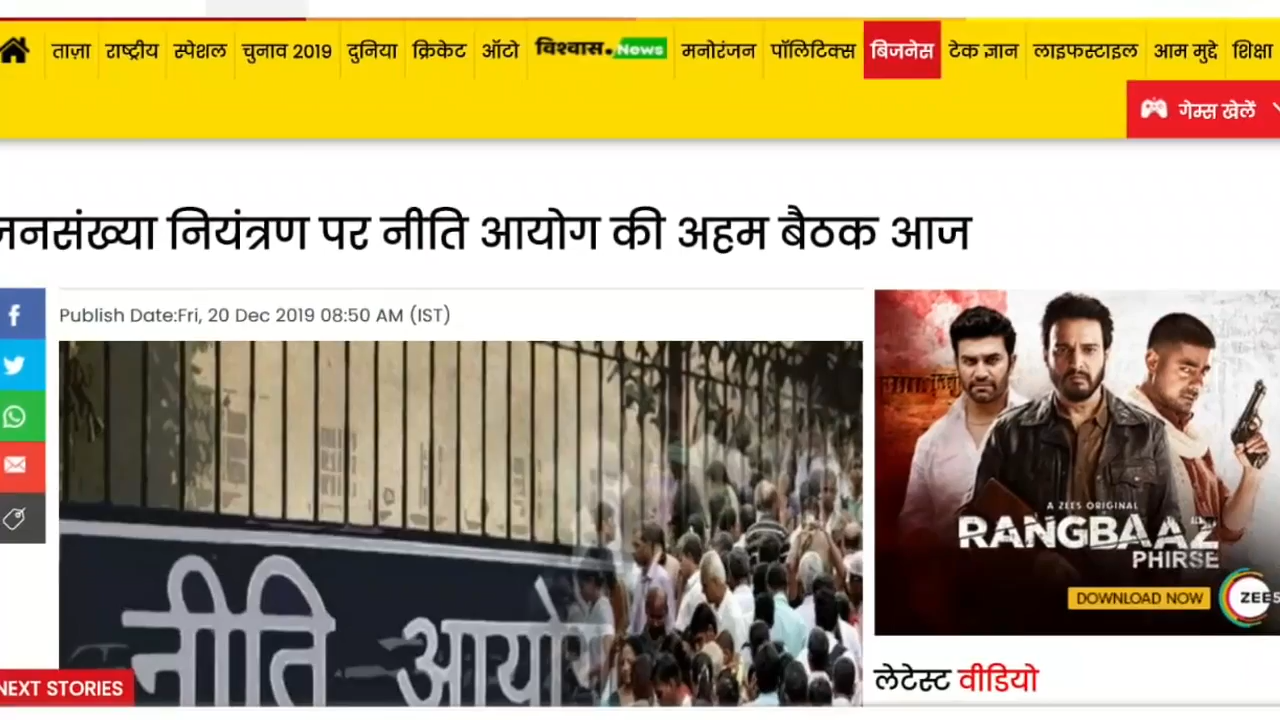 ताज़ा राष्ट्रीय स्पेशल चुनाव 2019 दुनिया क्रिकेट ऑटो विश्वास.News मनोरंजन पॉलिटिक्स बिजनेस टेक ज्ञान लाइफस्टाइल आम मुद्दे शिक्षा
गेम्स खेलें
जनसंख्या नियंत्रण पर नीति आयोग की अहम बैठक आज
Publish Date:Fri, 20 Dec 2019 08:50 AM (IST)
नीति आयोग
A ZEE5 ORIGINAL
RANGBAAZ
PHIRSE
DOWNLOAD NOW
ZEE5
NEXT STORIES
लेटेस्ट वीडियो